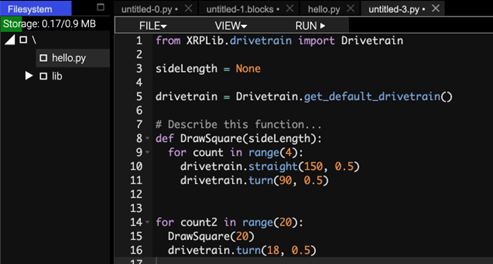 Filesystem
Storage: 0.17/0.9 MB
\
hello.py
lib
untitled-0.py • ×
untitled-1.blocks • ×
hello.py ×
untitled-3.py • ×
FILE VIEW RUN
1 from XRPLib.drivetrain import Drivetrain
2
3 sideLength = None
4
5 drivetrain = Drivetrain.get_default_drivetrain()
6
7 # Describe this function...
8 def DrawSquare(sideLength):
9   for count in range(4):
10     drivetrain.straight(150, 0.5)
11     drivetrain.turn(90, 0.5)
12
13
14 for count2 in range(20):
15   DrawSquare(20)
16   drivetrain.turn(18, 0.5)
17